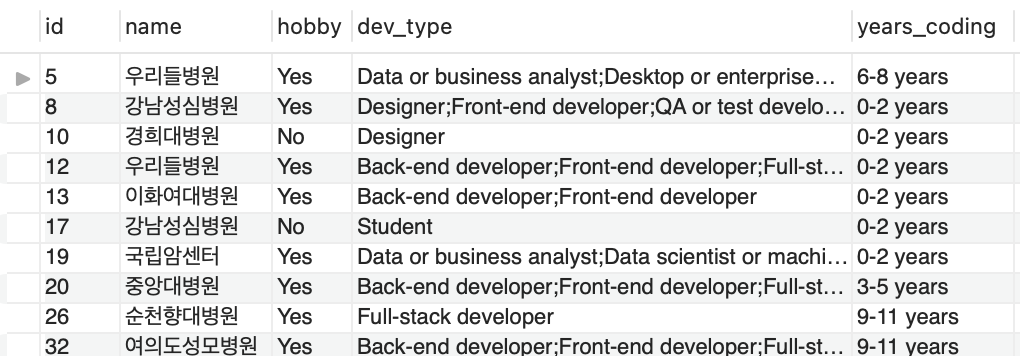 id name hobby dev_type years_coding
5 우리들병원 Yes Data or business analyst;Desktop or enterprise... 6-8 years
8 강남성심병원 Yes Designer;Front-end developer;QA or test develo... 0-2 years
10 경희대병원 No Designer 0-2 years
12 우리들병원 Yes Back-end developer;Front-end developer;Full-st... 0-2 years
13 이화여대병원 Yes Back-end developer;Front-end developer 0-2 years
17 강남성심병원 No Student 0-2 years
19 국립암센터 Yes Data or business analyst;Data scientist or machi... 0-2 years
20 중앙대병원 Yes Back-end developer;Front-end developer;Full-st... 3-5 years
26 순천향대병원 Yes Full-stack developer 9-11 years
32 여의도성모병원 Yes Back-end developer;Front-end developer;Full-st... 9-11 years